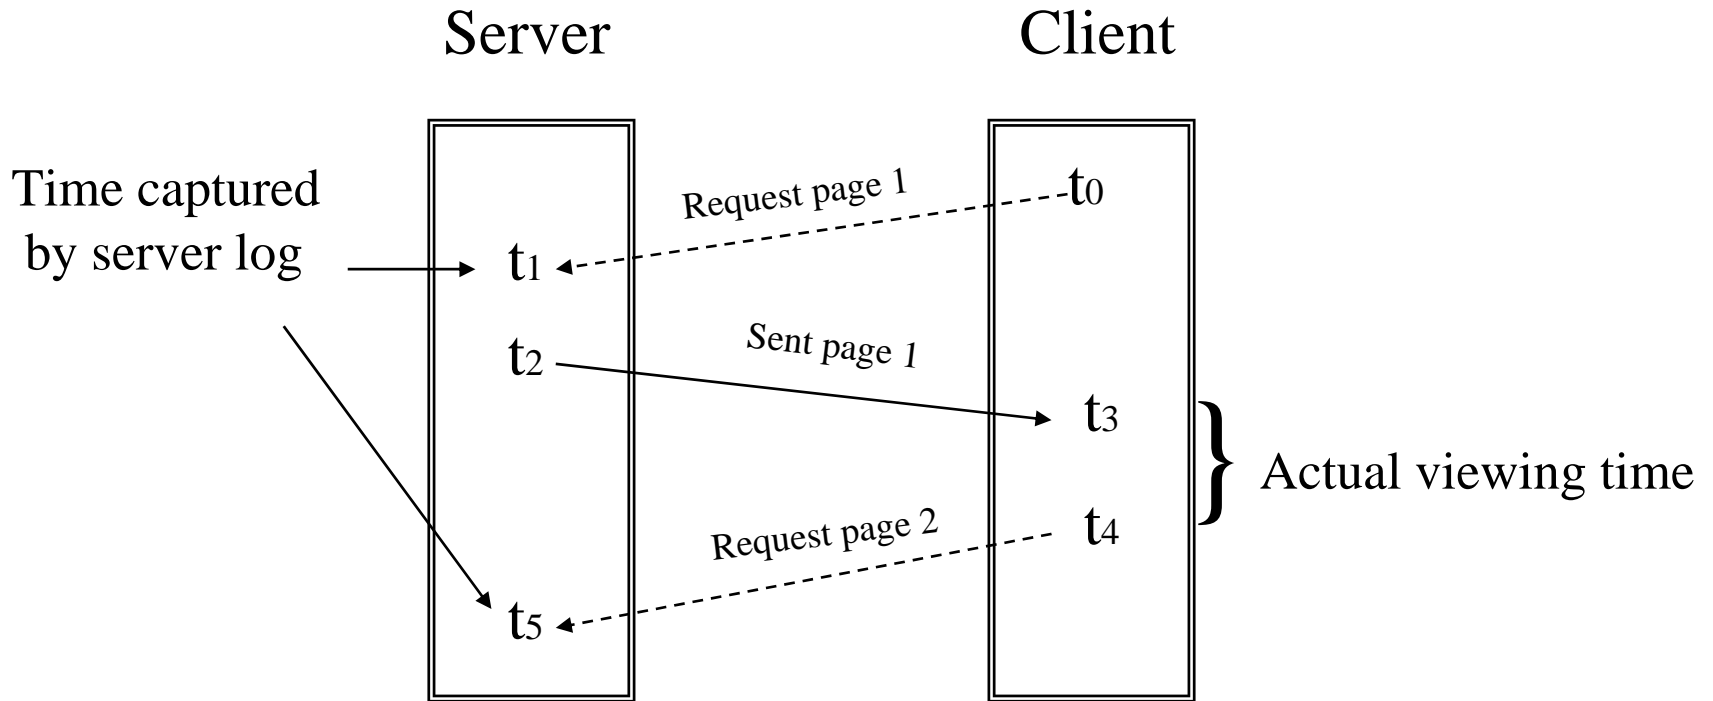 Server
Client
Time captured
by server log
Request page 1
t0
t1
Sent page 1
t2
t3
Actual viewing time
Request page 2
t4
t5